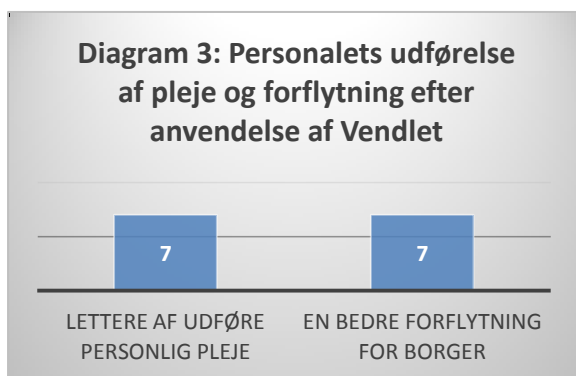 Diagram 3: Personalets udførelse
af pleje og forflytning efter
anvendelse af Vendlet
7
7
LETTERE AF UDFØRE
PERSONLIG PLEJE
EN BEDRE FORFLYTNING
FOR BORGER